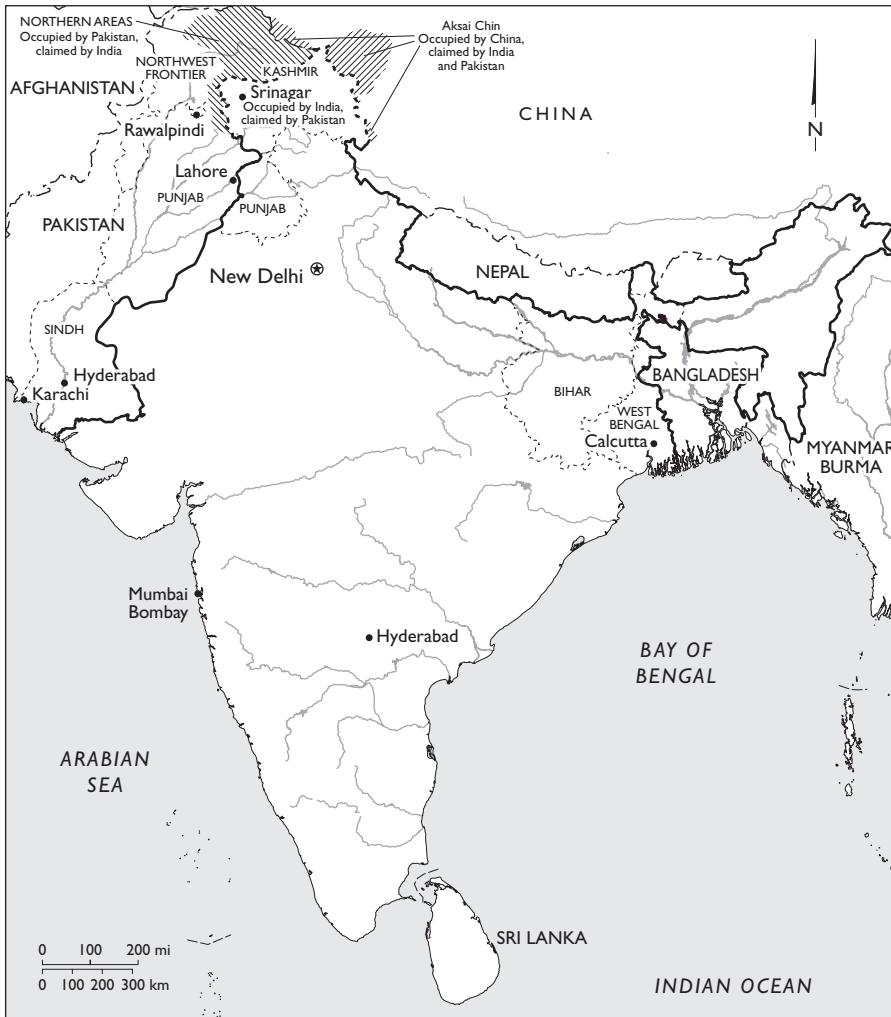 NORTHERN AREAS
Occupied by Pakistan,
claimed by India
Aksai Chin
Occupied by China,
claimed by India
and Pakistan
NORTHWEST
FRONTIER
KASHMIR
AFGHANISTAN
Srinagar
Occupied by India,
claimed by Pakistan
CHINA
Rawalpindi
N
Lahore
PUNJAB
PUNJAB
PAKISTAN
New Delhi
NEPAL
SINDH
Hyderabad
Karachi
BANGLADESH
BIHAR
WEST
BENGAL
Calcutta
MYANMAR
BURMA
Mumbai
Bombay
Hyderabad
BAY OF
BENGAL
ARABIAN
SEA
SRI LANKA
0 100 200 mi
0 100 200 300 km
INDIAN OCEAN